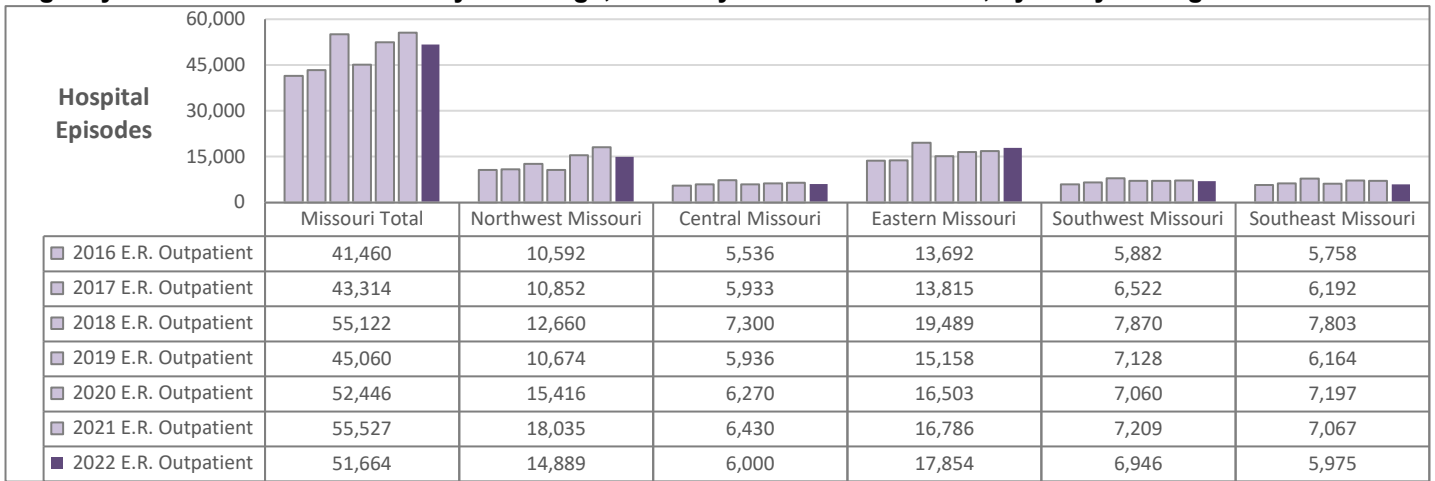 60,000
45,000
Hospital
30,000
Episodes
15,000
0
Missouri Total Northwest Missouri Central Missouri Eastern Missouri Southwest Missouri Southeast Missouri
2016 E.R. Outpatient 41,460 10,592 5,536 13,692 5,882 5,758
2017 E.R. Outpatient 43,314 10,852 5,933 13,815 6,522 6,192
2018 E.R. Outpatient 55,122 12,660 7,300 19,489 7,870 7,803
2019 E.R. Outpatient 45,060 10,674 5,936 15,158 7,128 6,164
2020 E.R. Outpatient 52,446 15,416 6,270 16,503 7,060 7,197
2021 E.R. Outpatient 55,527 18,035 6,430 16,786 7,209 7,067
2022 E.R. Outpatient 51,664 14,889 6,000 17,854 6,946 5,975